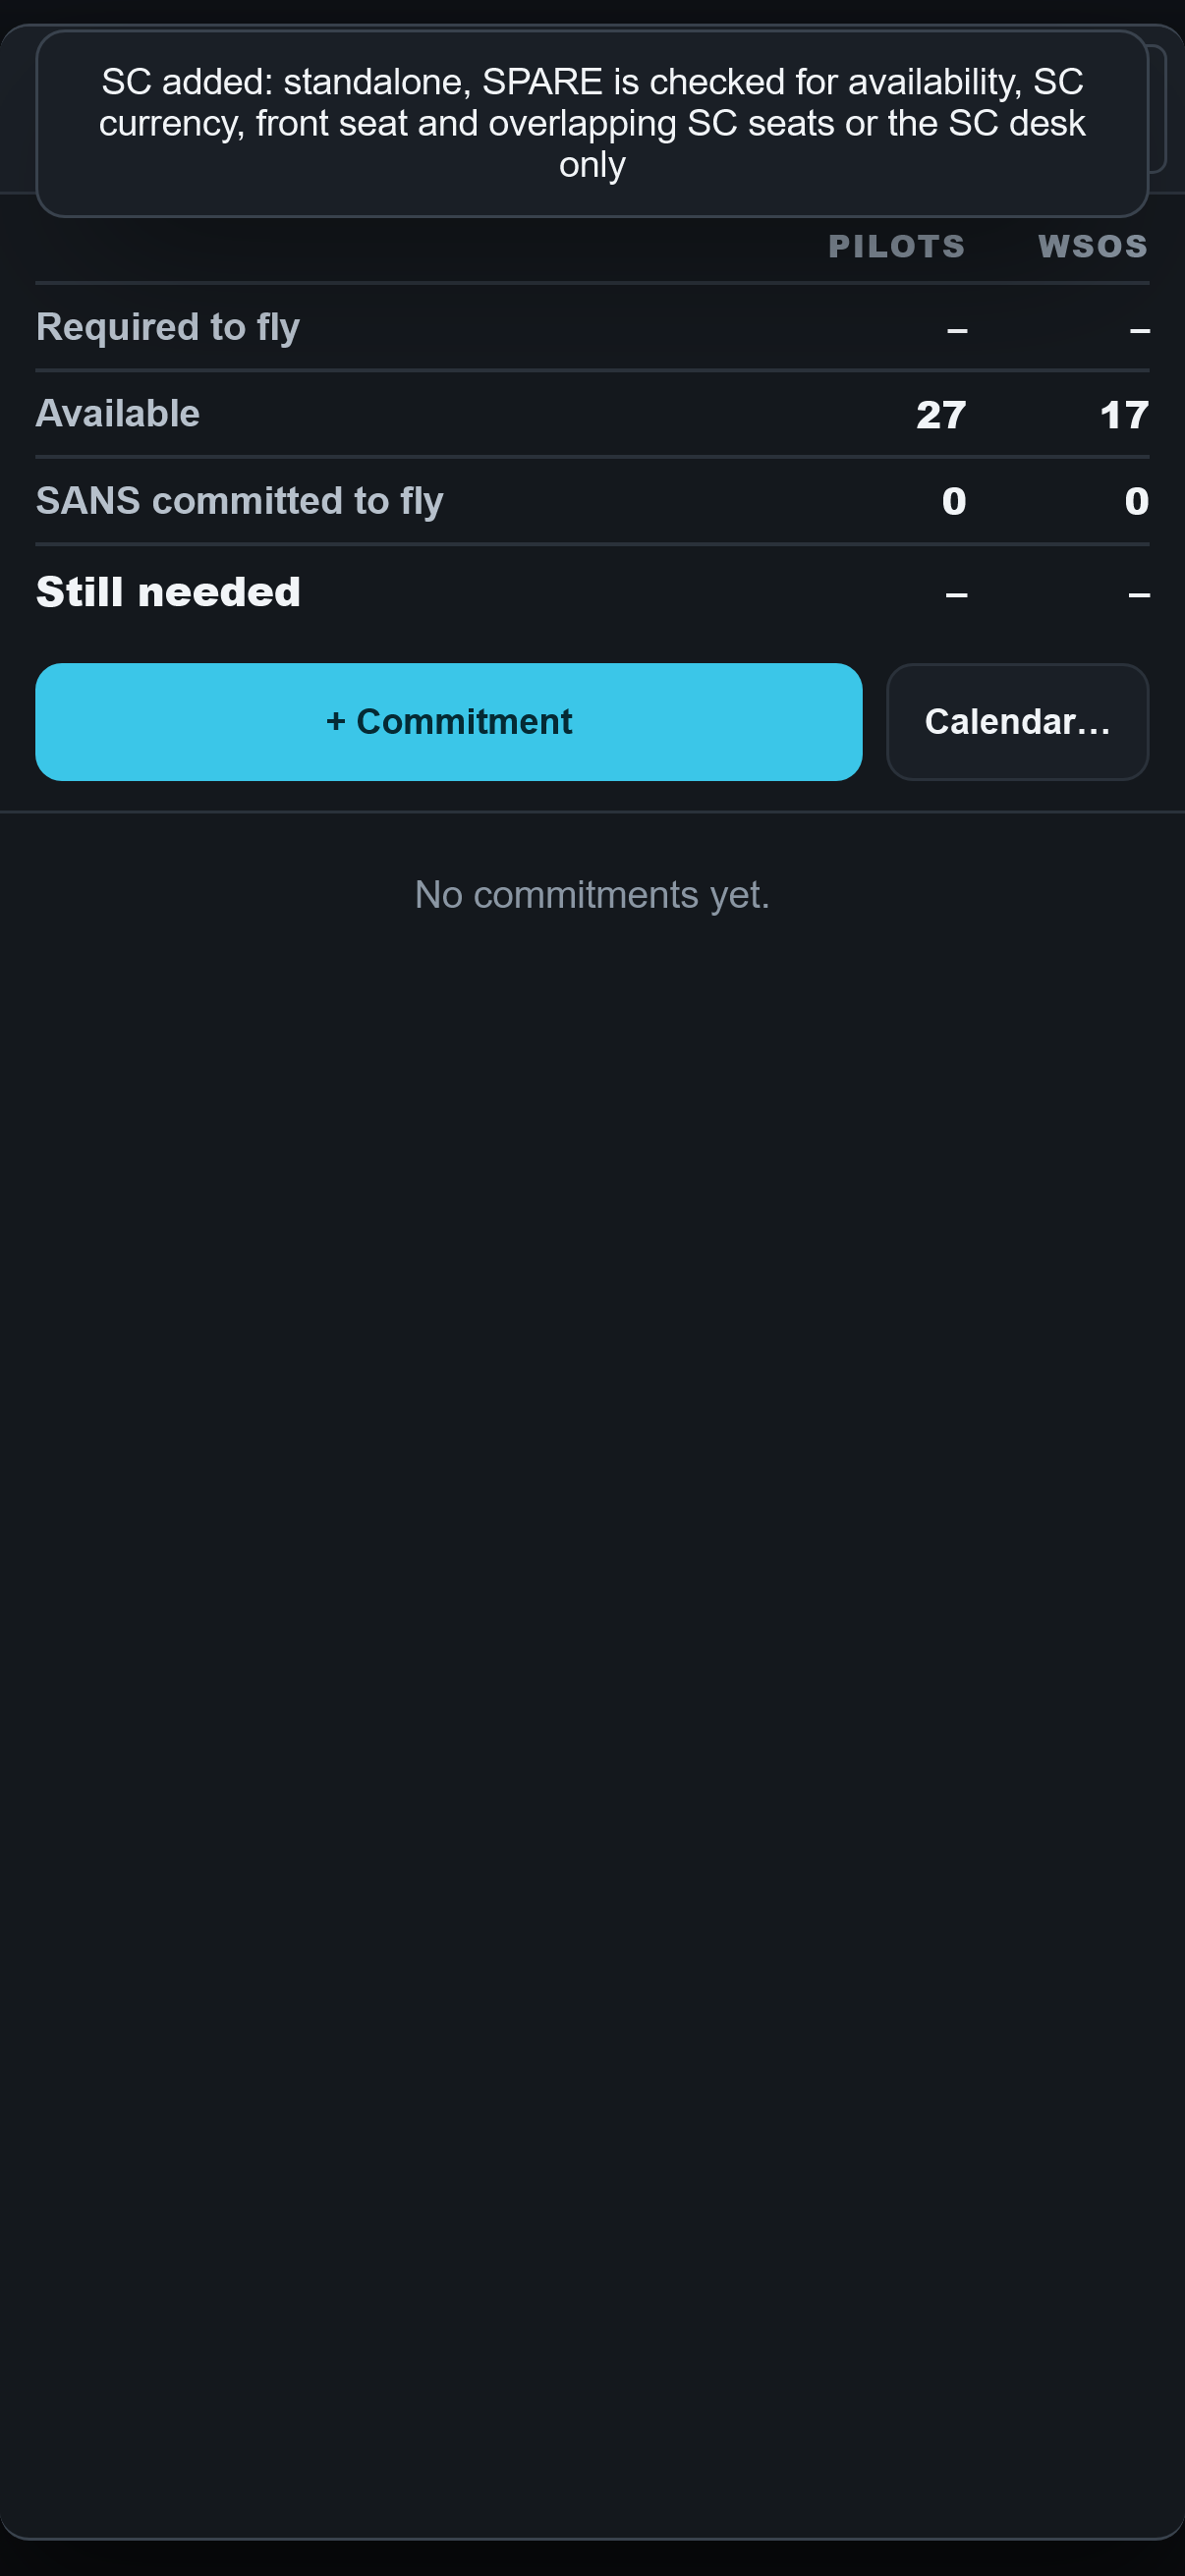 SC added: standalone, SPARE is checked for availability, SC
currency, front seat and overlapping SC seats or the SC desk
only
PILOTS WSOS
Required to fly – –
Available 27 17
SANS committed to fly 0 0
Still needed – –
+ Commitment Calendar…
No commitments yet.